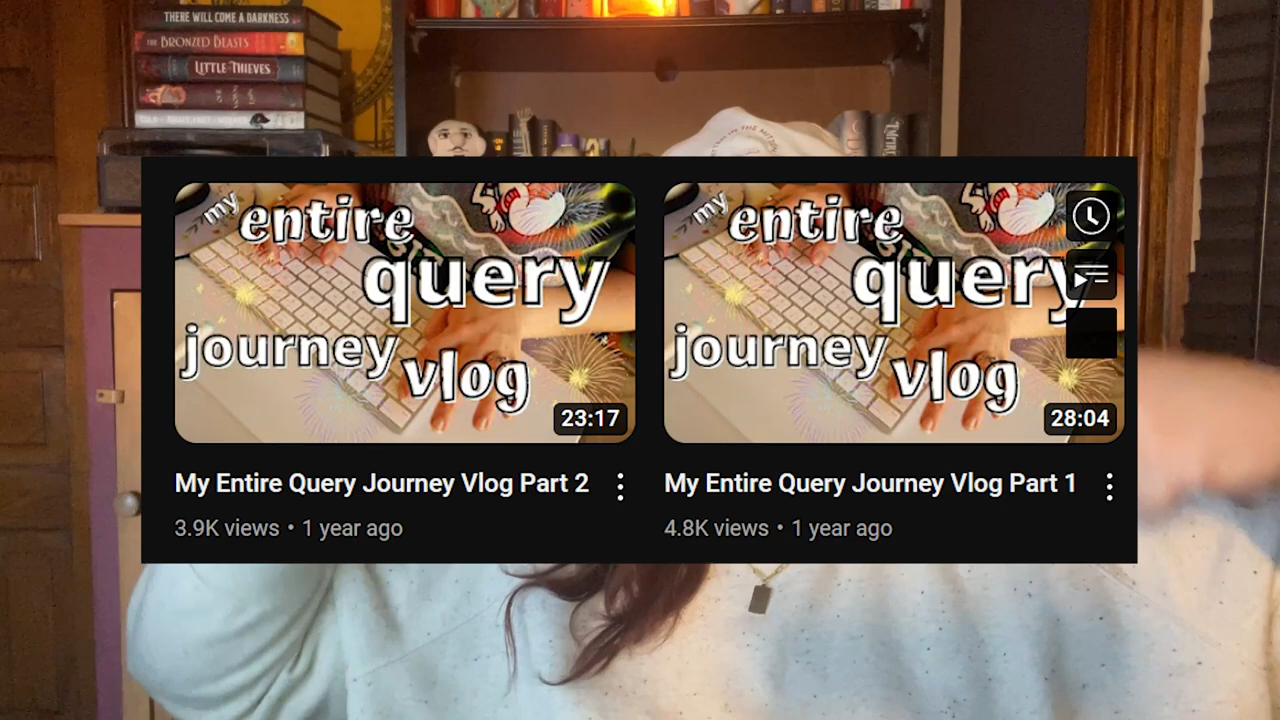 THERE WILL COME A DARKNESS
THE BRONZED BEASTS
LITTLE THIEVES
my
entire
query
journey
vlog
23:17
My Entire Query Journey Vlog Part 2
3.9K views • 1 year ago
my
entire
query
journey
vlog
28:04
My Entire Query Journey Vlog Part 1
4.8K views • 1 year ago